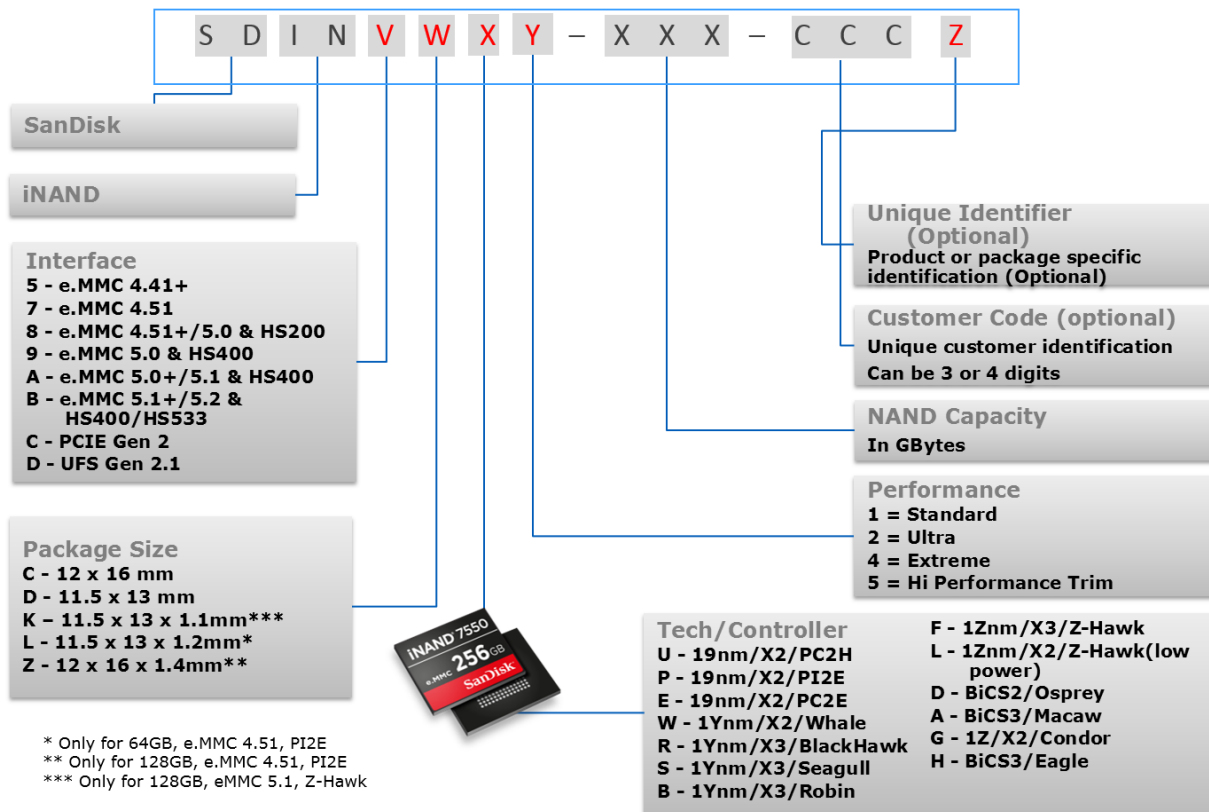 S D I N V W X Y – X X X – C C C Z
SanDisk
iNAND
Interface
5 - e.MMC 4.41+
7 - e.MMC 4.51
8 - e.MMC 4.51+/5.0 & HS200
9 - e.MMC 5.0 & HS400
A - e.MMC 5.0+/5.1 & HS400
B - e.MMC 5.1+/5.2 &
HS400/HS533
C - PCIE Gen 2
D - UFS Gen 2.1
Package Size
C - 12 x 16 mm
D - 11.5 x 13 mm
K – 11.5 x 13 x 1.1mm***
L - 11.5 x 13 x 1.2mm*
Z - 12 x 16 x 1.4mm**
* Only for 64GB, e.MMC 4.51, PI2E
** Only for 128GB, e.MMC 4.51, PI2E
*** Only for 128GB, eMMC 5.1, Z-Hawk
iNAND 7550
e.MMC 256GB
SanDisk
Unique Identifier
(Optional)
Product or package specific
identification (Optional)
Customer Code (optional)
Unique customer identification
Can be 3 or 4 digits
NAND Capacity
In GBytes
Performance
1 = Standard
2 = Ultra
4 = Extreme
5 = Hi Performance Trim
Tech/Controller
U - 19nm/X2/PC2H
P - 19nm/X2/PI2E
E - 19nm/X2/PC2E
W - 1Ynm/X2/Whale
R - 1Ynm/X3/BlackHawk
S - 1Ynm/X3/Seagull
B - 1Ynm/X3/Robin
F - 1Znm/X3/Z-Hawk
L - 1Znm/X2/Z-Hawk(low
power)
D - BiCS2/Osprey
A - BiCS3/Macaw
G - 1Z/X2/Condor
H - BiCS3/Eagle